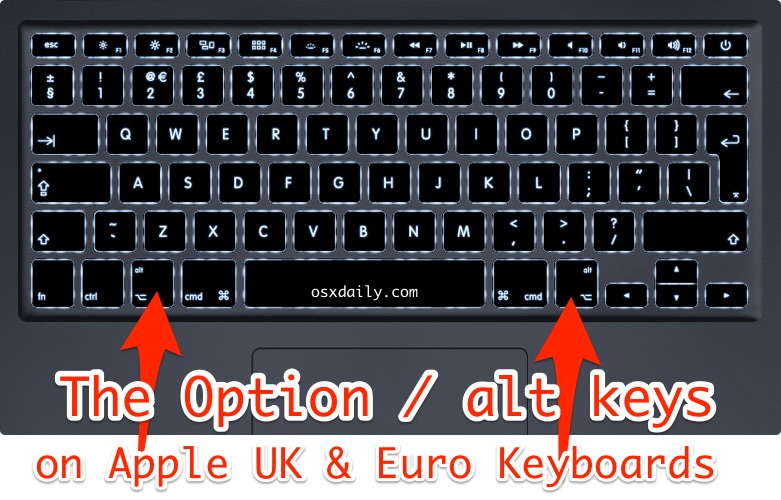 esc F1 F2 F3 F4 F5 F6 F7 F8 F9 F10 F11 F12
± ! @ € £ $ % ^ & * ( ) – +
§ 1 2 3 4 5 6 7 8 9 0 - =
Q W E R T Y U I O P { }
[ ]
A S D F G H J K L : " |
; ' \
~ Z X C V B N M < > ?
` , . /
alt alt
fn ctrl ⌥ cmd ⌘ osxdaily.com ⌘ cmd ⌥
The Option / alt keys
on Apple UK & Euro Keyboards